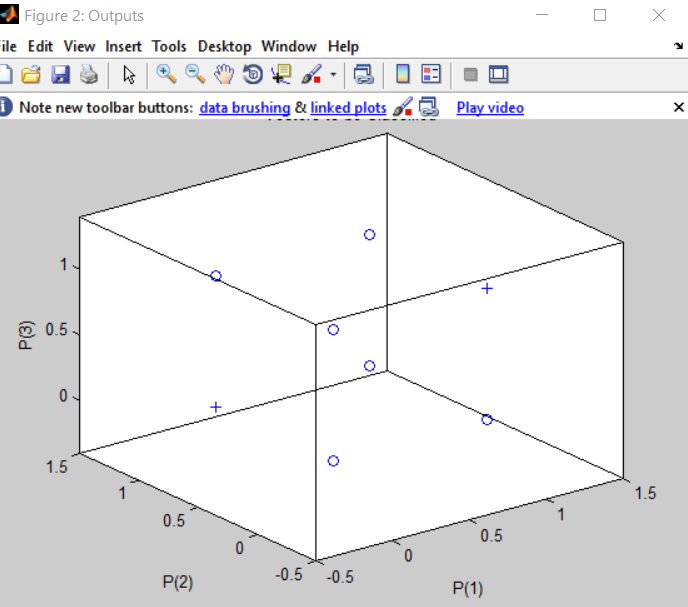 Figure 2: Outputs
File Edit View Insert Tools Desktop Window Help
Note new toolbar buttons: data brushing & linked plots Play video
P(3)
1
0.5
0
1.5
1
0.5
0
-0.5
P(2)
-0.5
0
0.5
1
1.5
P(1)